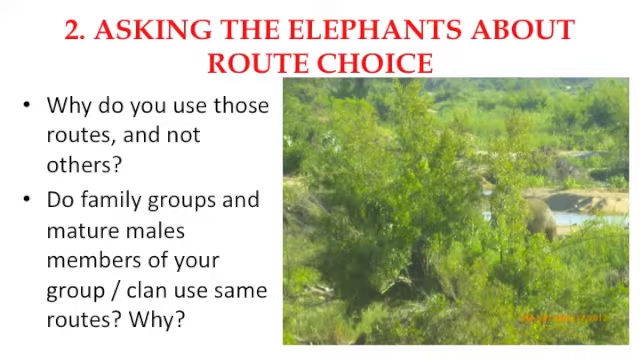 2. ASKING THE ELEPHANTS ABOUT
ROUTE CHOICE
• Why do you use those
routes, and not
others?
• Do family groups and
mature males
members of your
group / clan use same
routes? Why?